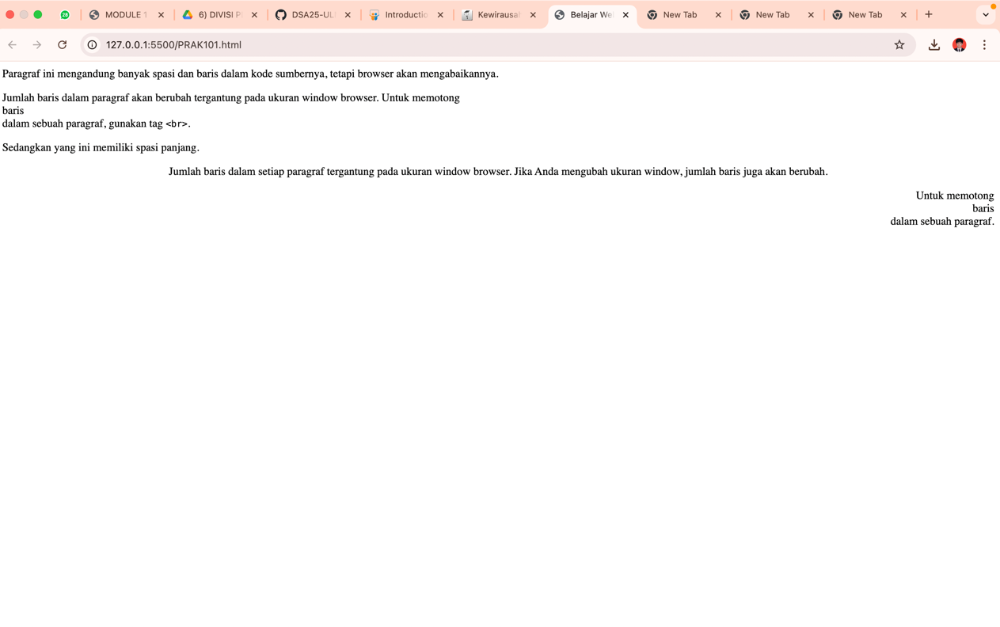 28 MODULE 1 6) DIVISI P DSA25-UL Introductio Kewirausa Belajar We New Tab New Tab New Tab
127.0.0.1:5500/PRAK101.html
Paragraf ini mengandung banyak spasi dan baris dalam kode sumbernya, tetapi browser akan mengabaikannya.
Jumlah baris dalam paragraf akan berubah tergantung pada ukuran window browser. Untuk memotong
baris
dalam sebuah paragraf, gunakan tag <br>.
Sedangkan yang ini memiliki spasi panjang.
Jumlah baris dalam setiap paragraf tergantung pada ukuran window browser. Jika Anda mengubah ukuran window, jumlah baris juga akan berubah.
Untuk memotong
baris
dalam sebuah paragraf.